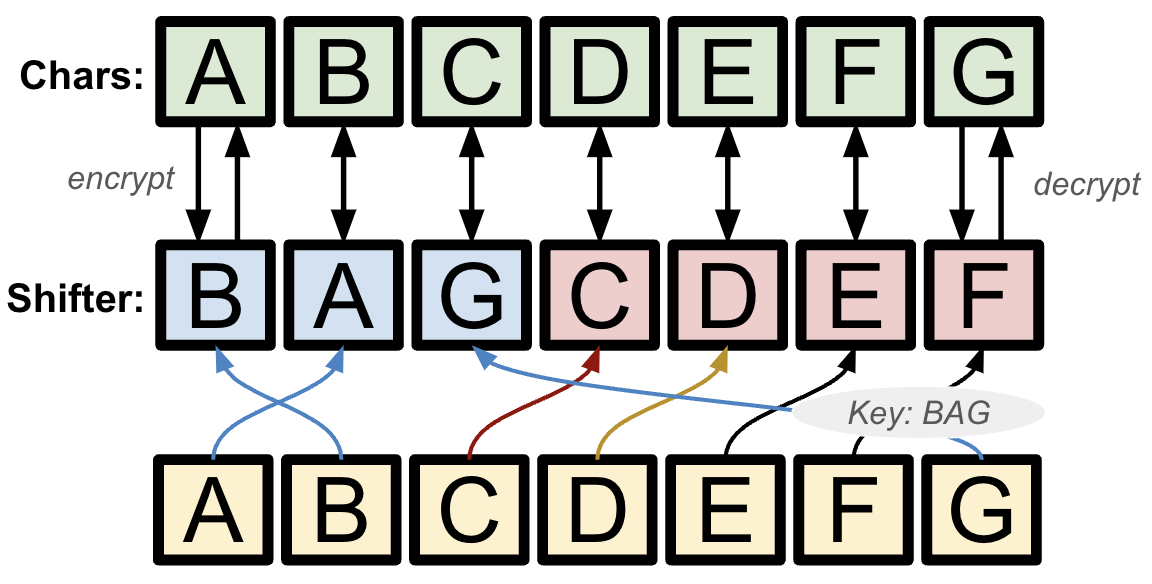 Chars: A B C D E F G
encrypt
decrypt
Shifter: B A G C D E F
Key: BAG
A B C D E F G